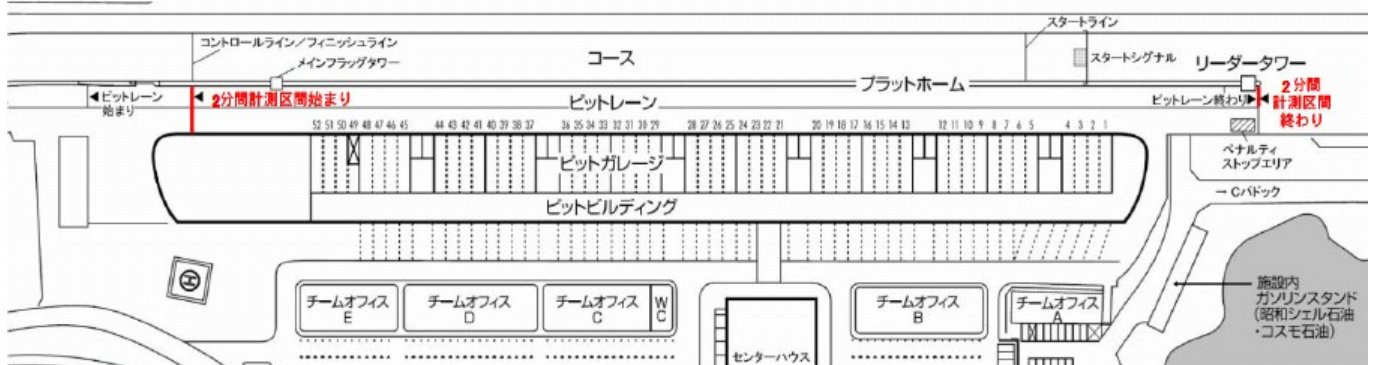 スタートライン
コントロールライン/フィニッシュライン
コース
スタートシグナル
リーダータワー
メインフラッグタワー
プラットホーム
◀ピットレーン
始まり
◀ 2分間計測区間始まり
ピットレーン
ピットレーン終わり▶
◀ 2分間
計測区間
終わり
52 51 50 49 48 47 46 45 44 43 42 41 40 39 38 37 36 35 34 33 32 31 30 29 28 27 26 25 24 23 22 21 20 19 18 17 16 15 14 13 12 11 10 9 8 7 6 5 4 3 2 1
ペナルティ
ストップエリア
ピットガレージ
→ Cパドック
ピットビルディング
H
チームオフィス
E
チームオフィス
D
チームオフィス
C
WC
センターハウス
チームオフィス
B
チームオフィス
A
施設内
ガソリンスタンド
(昭和シェル石油
・コスモ石油)